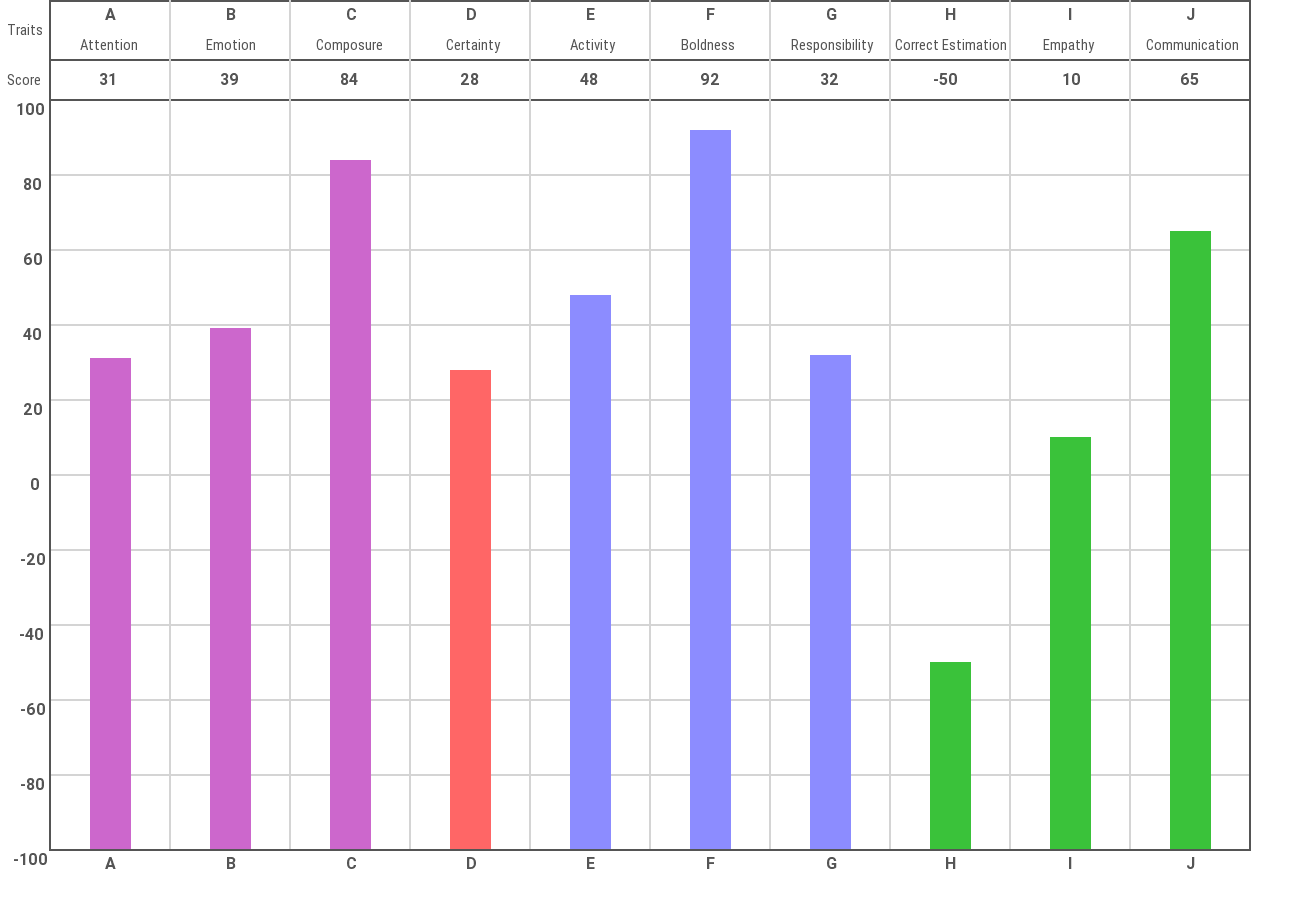 A B C D E F G H I J
Traits
Attention Emotion Composure Certainty Activity Boldness Responsibility Correct Estimation Empathy Communication
Score 31 39 84 28 48 92 32 -50 10 65
100
80
60
40
20
0
-20
-40
-60
-80
-100
A B C D E F G H I J